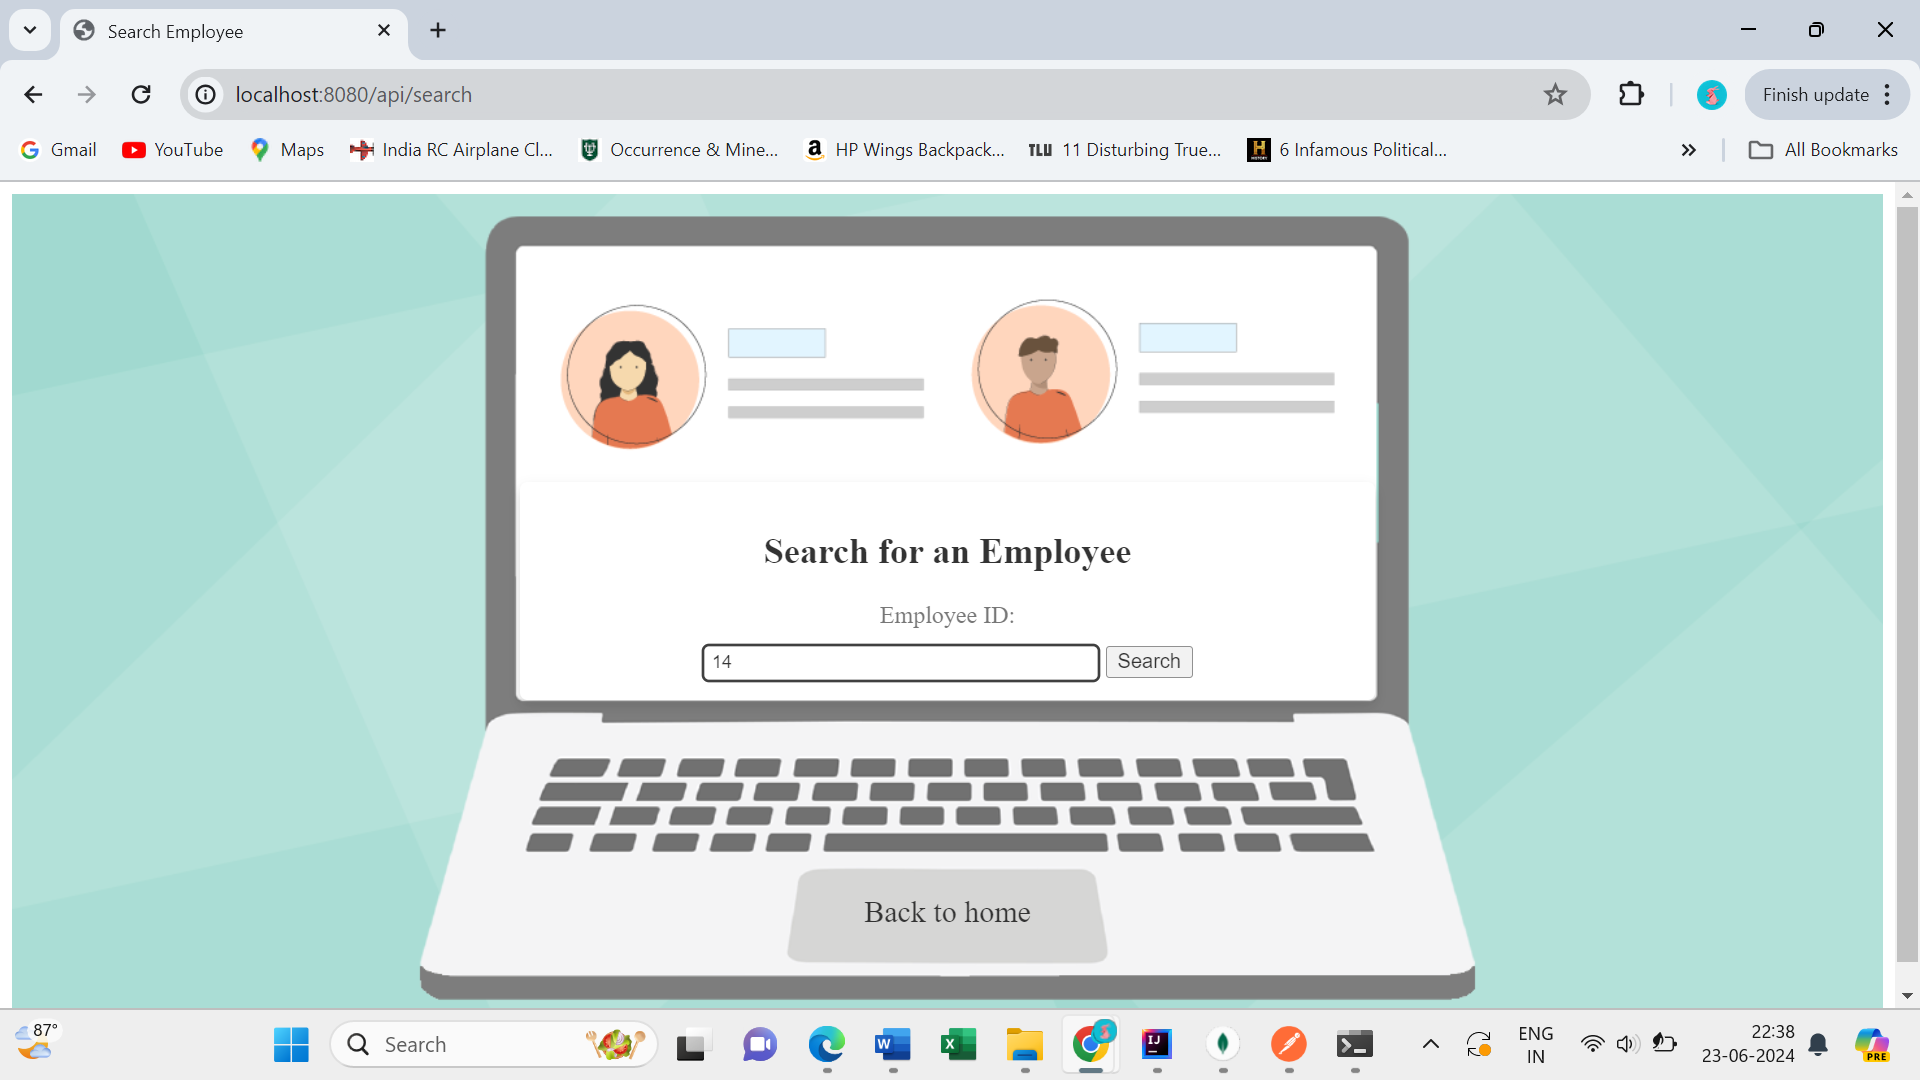 Search Employee
localhost:8080/api/search
Finish update
Gmail
YouTube
Maps
India RC Airplane Cl...
Occurrence & Mine...
HP Wings Backpack...
TLU
11 Disturbing True...
6 Infamous Political...
All Bookmarks
Search for an Employee
Employee ID:
14
Search
Back to home
87°
Search
ENG
IN
22:38
23-06-2024
PRE